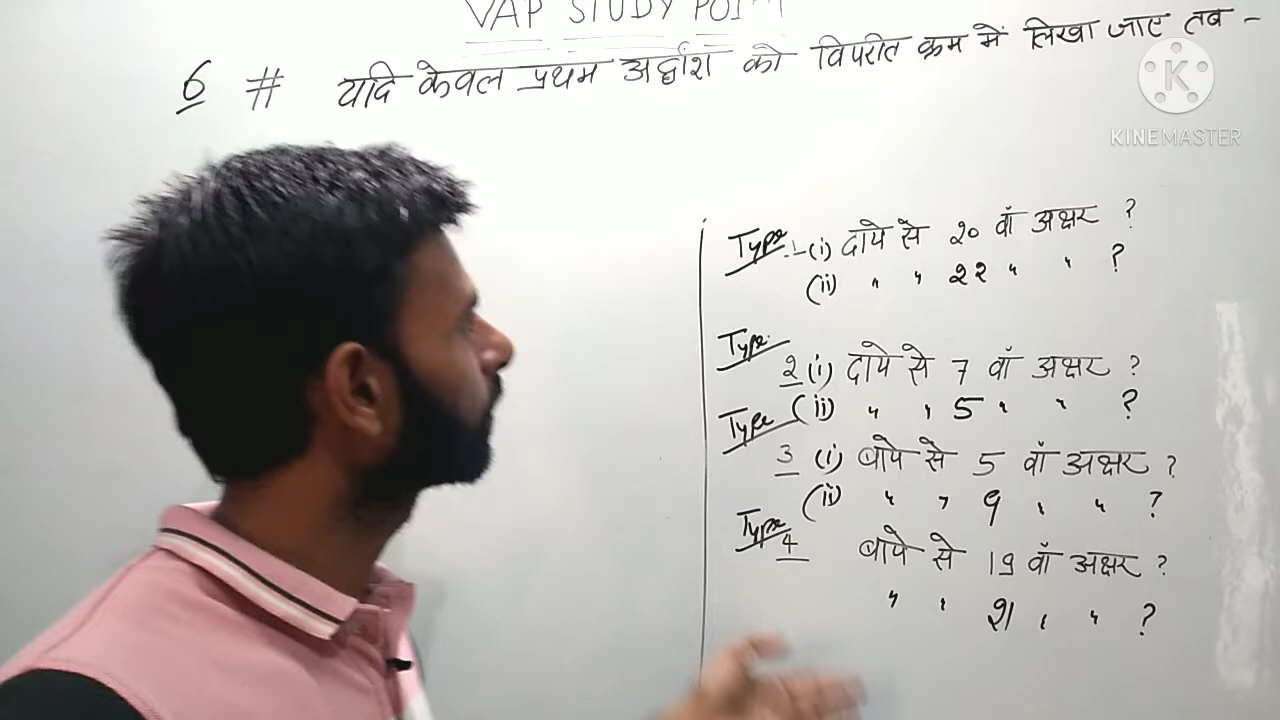 VAP STUDY POINT
6 # यदि केवल प्रथम अर्द्धांश को विपरीत क्रम में लिखा जाए तब -
KINEMASTER
Type :- (i) दायें से 20 वाँ अक्षर ?
(ii) " " 22 " " ?
Type 2 (i) दायें से 7 वाँ अक्षर ?
(ii) " " 5 " " ?
Type 3 (i) बायें से 5 वाँ अक्षर ?
(ii) " " 9 " " ?
Type 4 बायें से 19 वाँ अक्षर ?
" " 21 " " ?